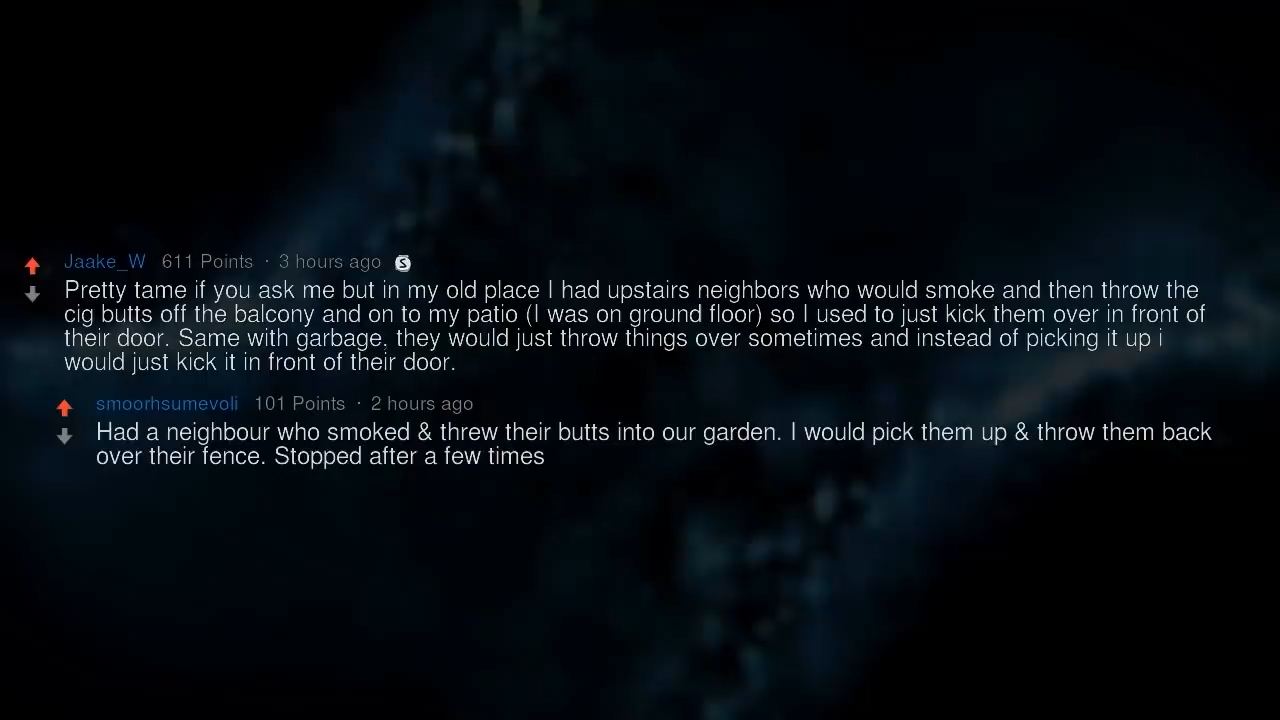 Jaake_W 611 Points · 3 hours ago S
Pretty tame if you ask me but in my old place I had upstairs neighbors who would smoke and then throw the
cig butts off the balcony and on to my patio (I was on ground floor) so I used to just kick them over in front of
their door. Same with garbage, they would just throw things over sometimes and instead of picking it up i
would just kick it in front of their door.
smoorhsumevoli 101 Points · 2 hours ago
Had a neighbour who smoked & threw their butts into our garden. I would pick them up & throw them back
over their fence. Stopped after a few times